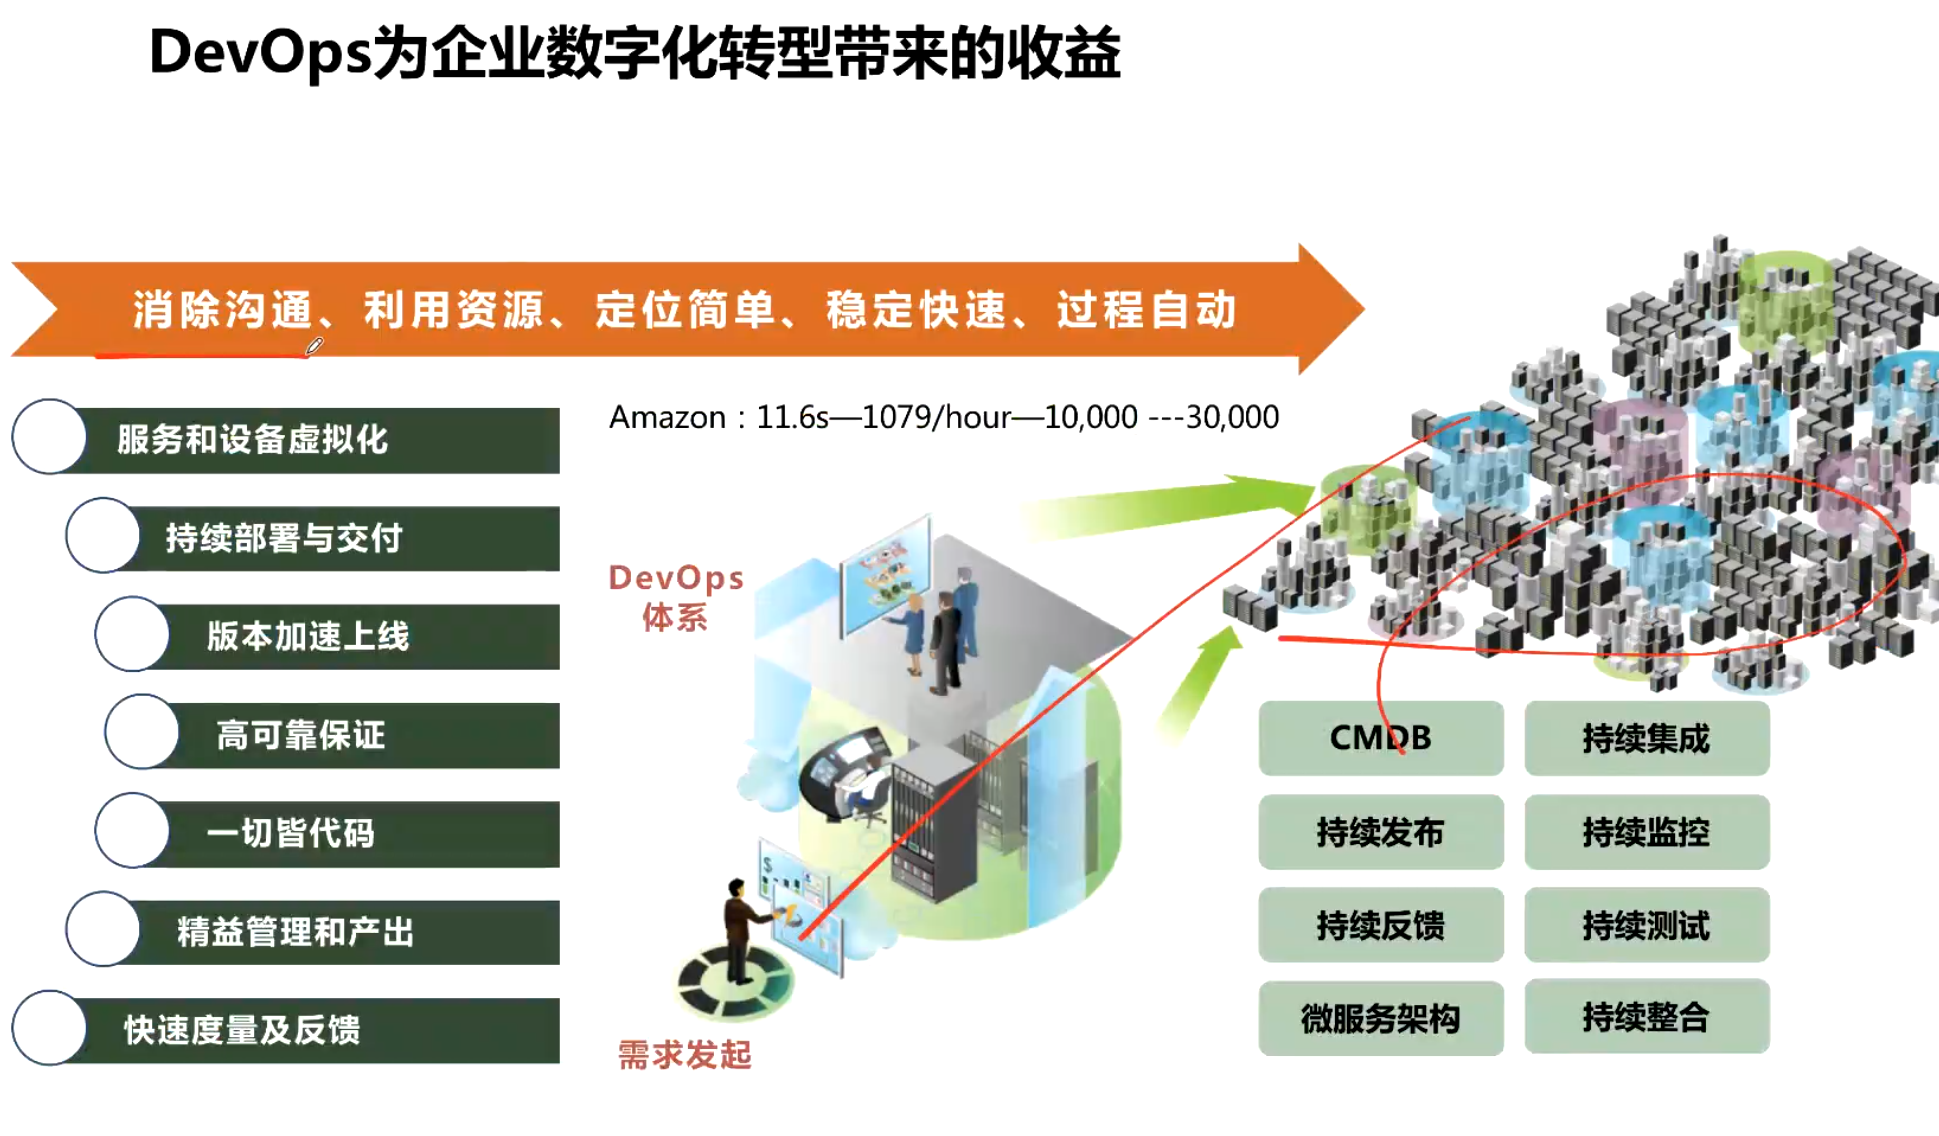 DevOps为企业数字化转型带来的收益
消除沟通、利用资源、定位简单、稳定快速、过程自动
Amazon：11.6s—1079/hour—10,000 ---30,000
服务和设备虚拟化
持续部署与交付
版本加速上线
高可靠保证
一切皆代码
精益管理和产出
快速度量及反馈
DevOps
体系
$
需求发起
CMDB
持续集成
持续发布
持续监控
持续反馈
持续测试
微服务架构
持续整合